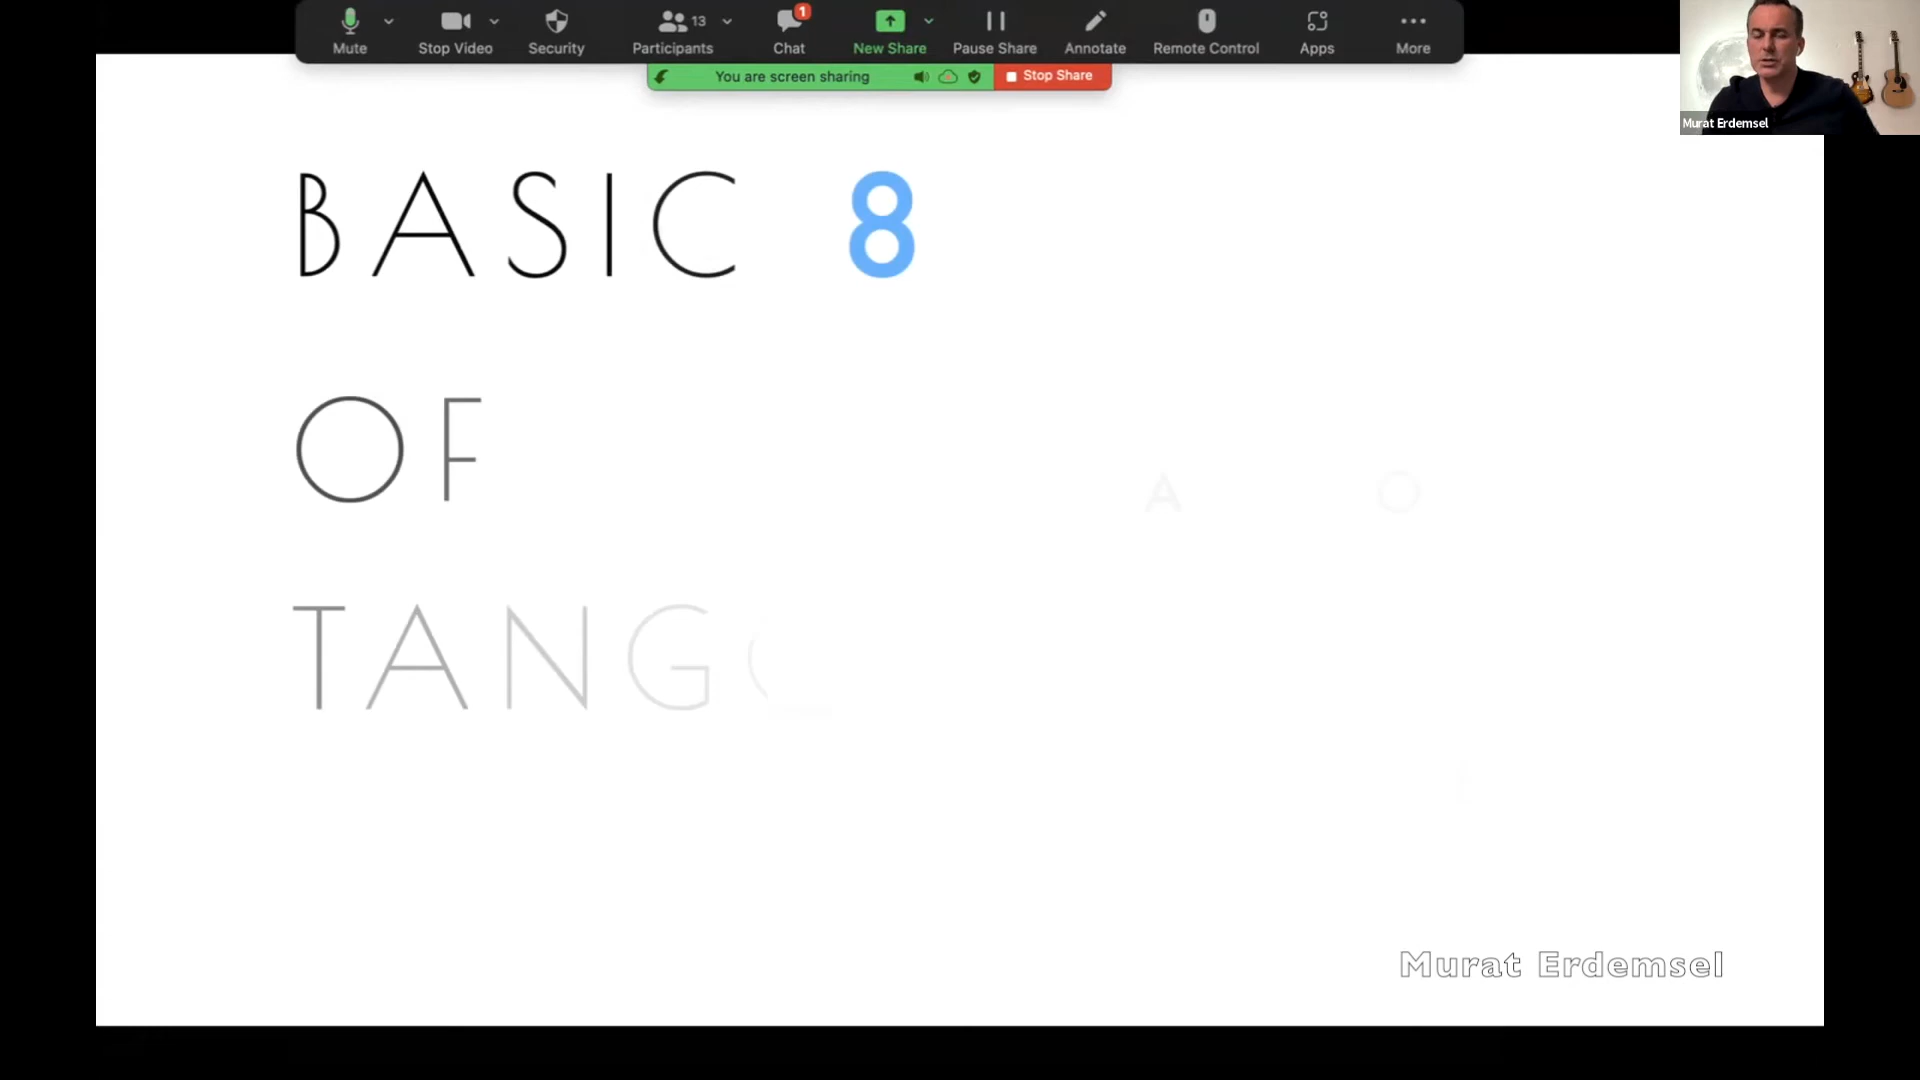 Mute
Stop Video
Security
Participants 13
Chat 1
New Share
Pause Share
Annotate
Remote Control
Apps
More
You are screen sharing
Stop Share
Murat Erdemsel
BASIC 8
OF
TANGO
A O
Murat Erdemsel